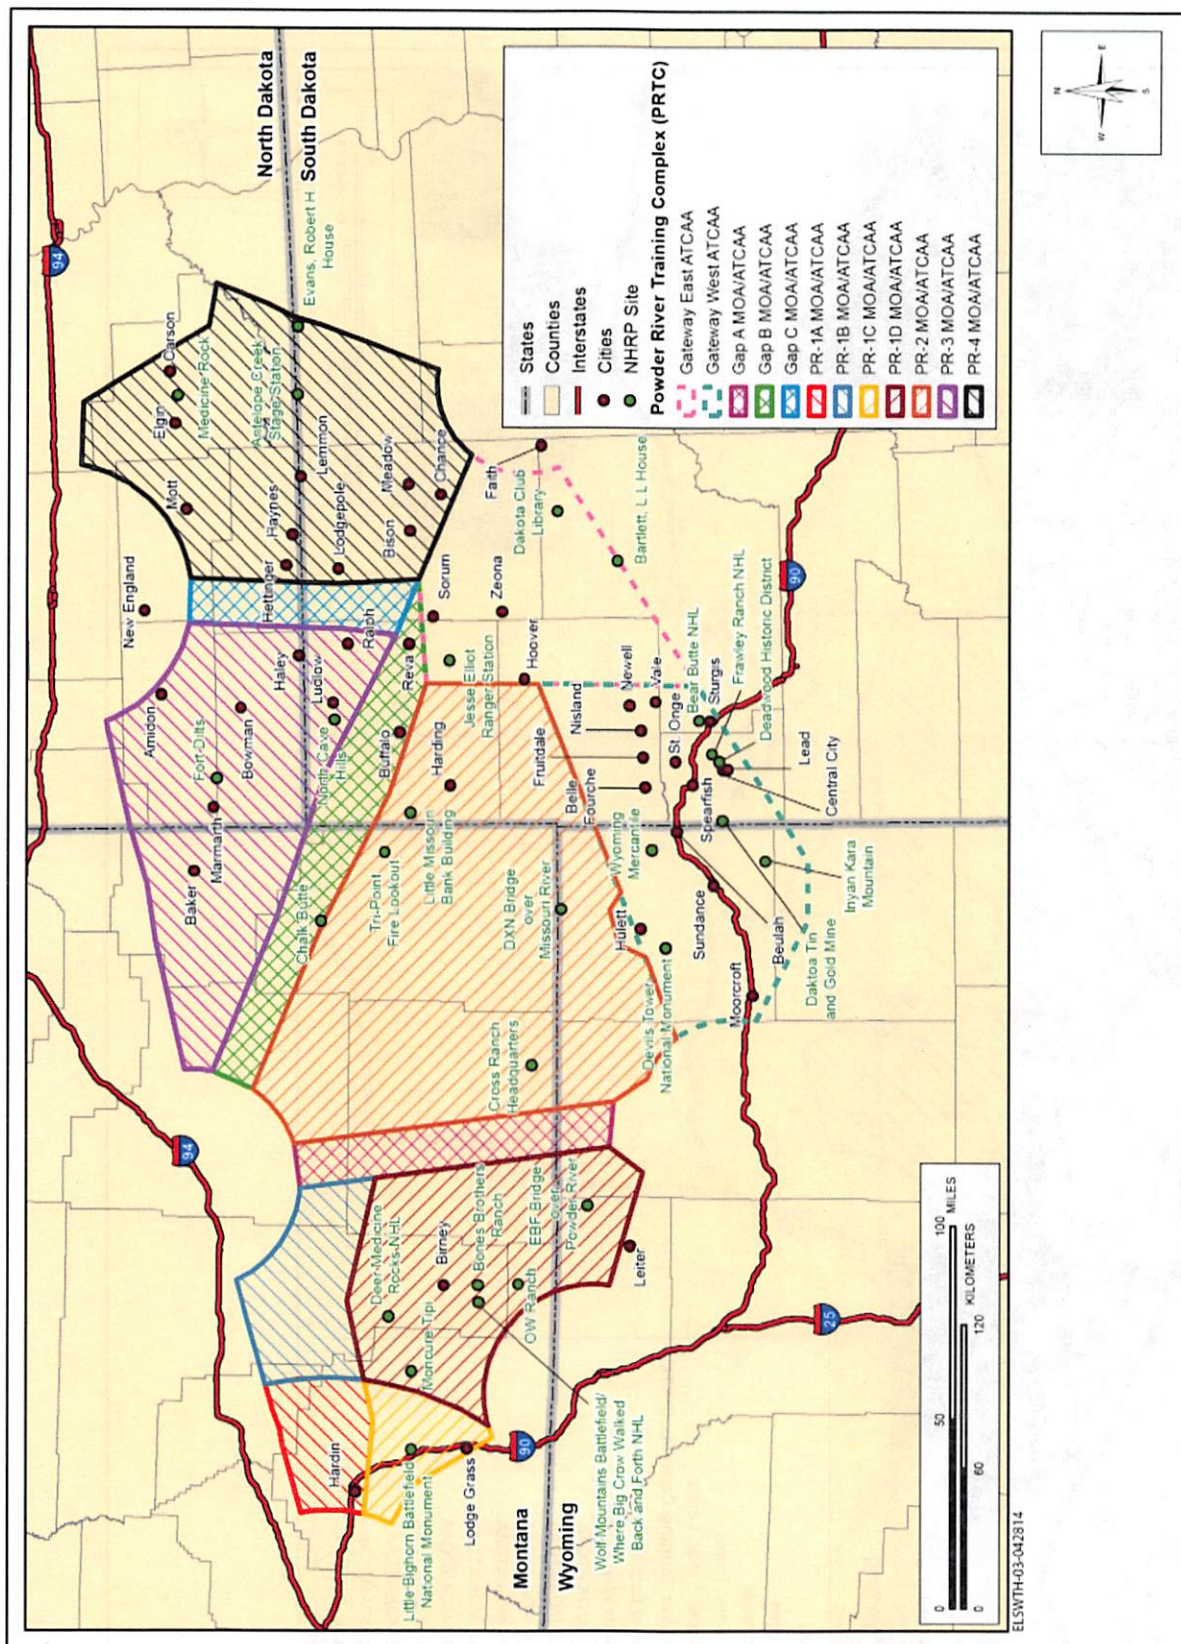 North Dakota
South Dakota
94
94
90
90
25
Montana
Wyoming
New England
Amidon
Fort Dilts
Bowman
Marmarth
Baker
Haley
Ludlow
North Cave
Hills
Ralph
Hettinger
Haynes
Lodgepole
Lemmon
Mott
Elgin
Carson
Medicine Rock
Antelope Creek
Stage Station
Evans, Robert H
House
Meadow
Chance
Bison
Reva
Sorum
Zeona
Faith
Dakota Club
Library
Bartlett, L L House
Buffalo
Harding
Jesse Elliot
Ranger Station
Hoover
Chalk Butte
Tri-Point
Fire Lookout
Little Missouri
Bank Building
Fruitdale
Nisland
Newell
Vale
Belle
Fourche
St. Onge
Bear Butte NHL
Sturgis
Frawley Ranch NHL
Deadwood Historic District
Lead
Central City
Spearfish
Wyoming
Mercantile
DXN Bridge
over
Missouri River
Hulett
Sundance
Beulah
Inyan Kara
Mountain
Daktoa Tin
and Gold Mine
Devils Tower
National Monument
Moorcroft
Cross Ranch
Headquarters
Deer Medicine
Rocks NHL
Birney
Bones Brothers
Ranch
EBF Bridge
over
Powder River
Moncure Tipi
OW Ranch
Leiter
Hardin
Little Bighorn Battlefield
National Monument
Lodge Grass
Wolf Mountains Battlefield/
Where Big Crow Walked
Back and Forth NHL
States
Counties
Interstates
Cities
NHRP Site
Powder River Training Complex (PRTC)
Gateway East ATCAA
Gateway West ATCAA
Gap A MOA/ATCAA
Gap B MOA/ATCAA
Gap C MOA/ATCAA
PR-1A MOA/ATCAA
PR-1B MOA/ATCAA
PR-1C MOA/ATCAA
PR-1D MOA/ATCAA
PR-2 MOA/ATCAA
PR-3 MOA/ATCAA
PR-4 MOA/ATCAA
0 50 100
MILES
KILOMETERS
0 60 120
N
W E
S
ELSWTH-03-042814